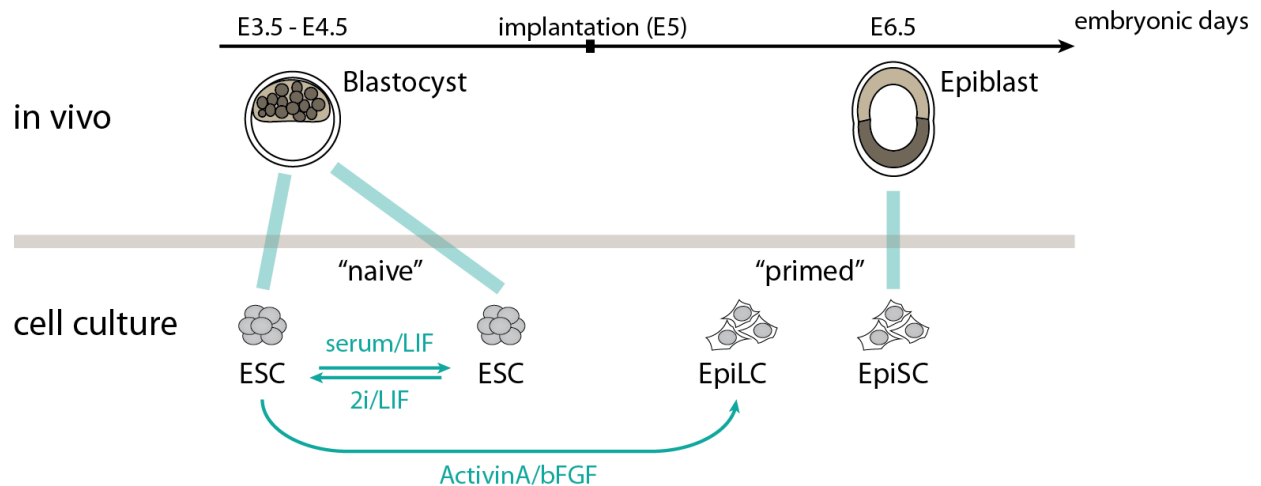 E3.5 - E4.5
implantation (E5)
E6.5
embryonic days
Blastocyst
Epiblast
in vivo
“naive”
“primed”
cell culture
serum/LIF
ESC
ESC
EpiLC
EpiSC
2i/LIF
ActivinA/bFGF